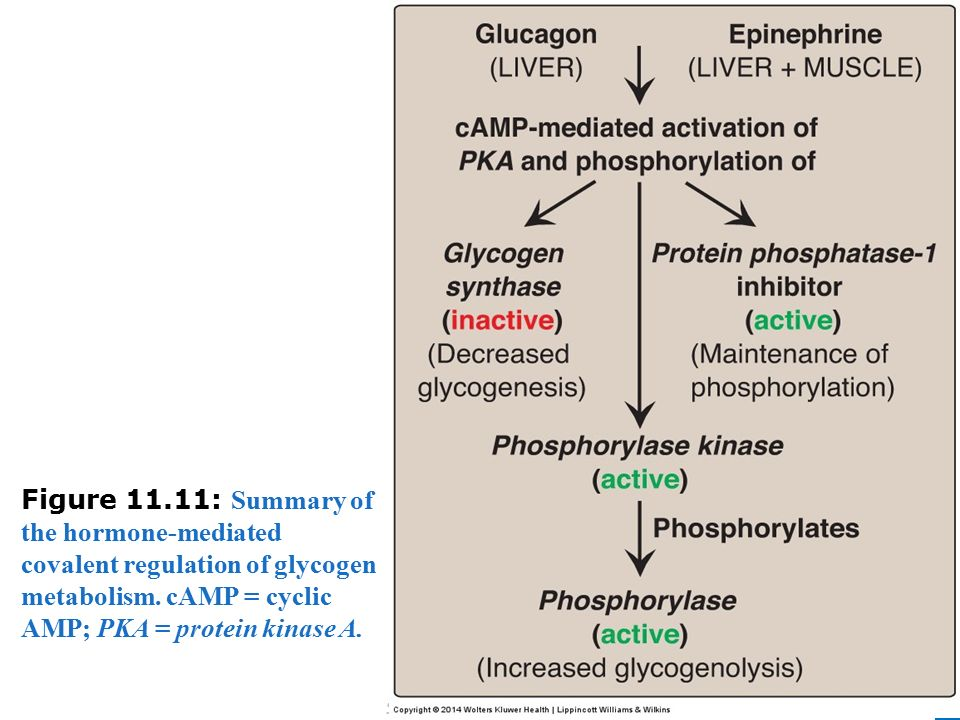 Glucagon
(LIVER)
Epinephrine
(LIVER + MUSCLE)
cAMP-mediated activation of
PKA and phosphorylation of
Glycogen
synthase
(inactive)
(Decreased
glycogenesis)
Protein phosphatase-1
inhibitor
(active)
(Maintenance of
phosphorylation)
Phosphorylase kinase
(active)
Phosphorylates
Phosphorylase
(active)
(Increased glycogenolysis)
Figure 11.11: Summary of
the hormone-mediated
covalent regulation of glycogen
metabolism. cAMP = cyclic
AMP; PKA = protein kinase A.
Copyright © 2014 Wolters Kluwer Health | Lippincott Williams & Wilkins